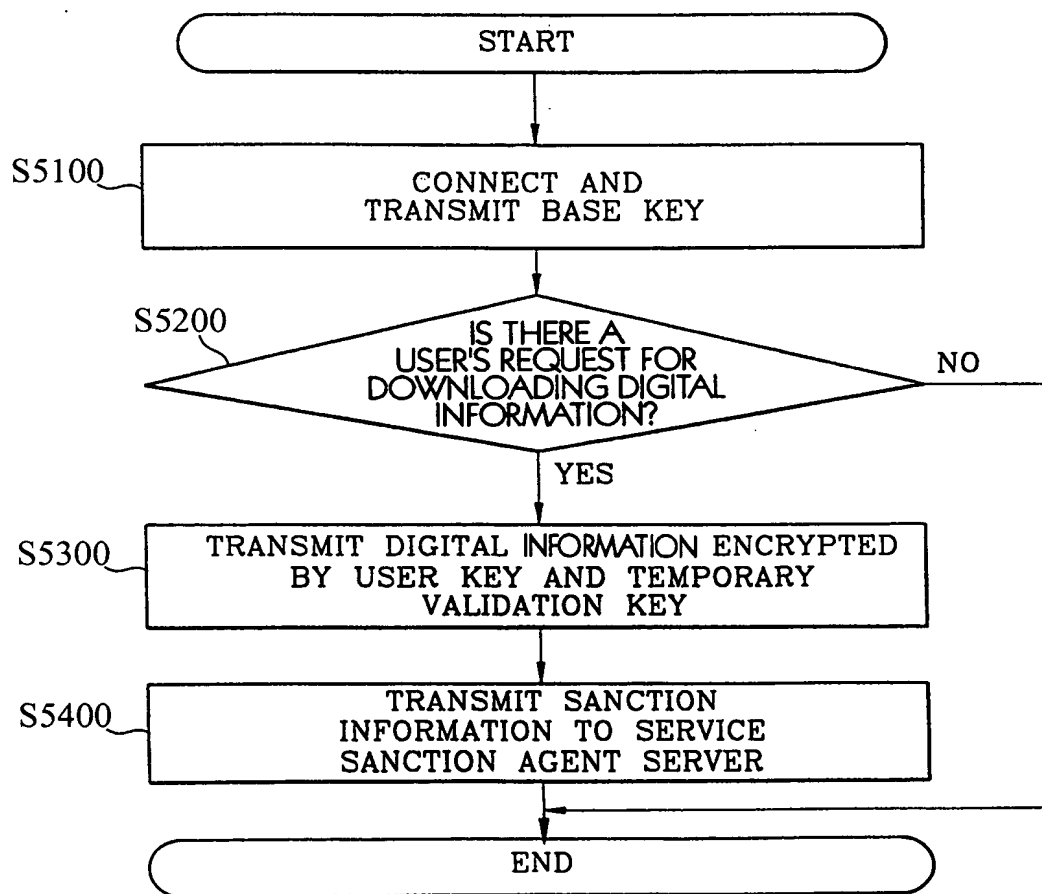 START
S5100
CONNECT AND
TRANSMIT BASE KEY
S5200
IS THERE A
USER'S REQUEST FOR
DOWNLOADING DIGITAL
INFORMATION?
NO
YES
S5300
TRANSMIT DIGITAL INFORMATION ENCRYPTED
BY USER KEY AND TEMPORARY
VALIDATION KEY
S5400
TRANSMIT SANCTION
INFORMATION TO SERVICE
SANCTION AGENT SERVER
END